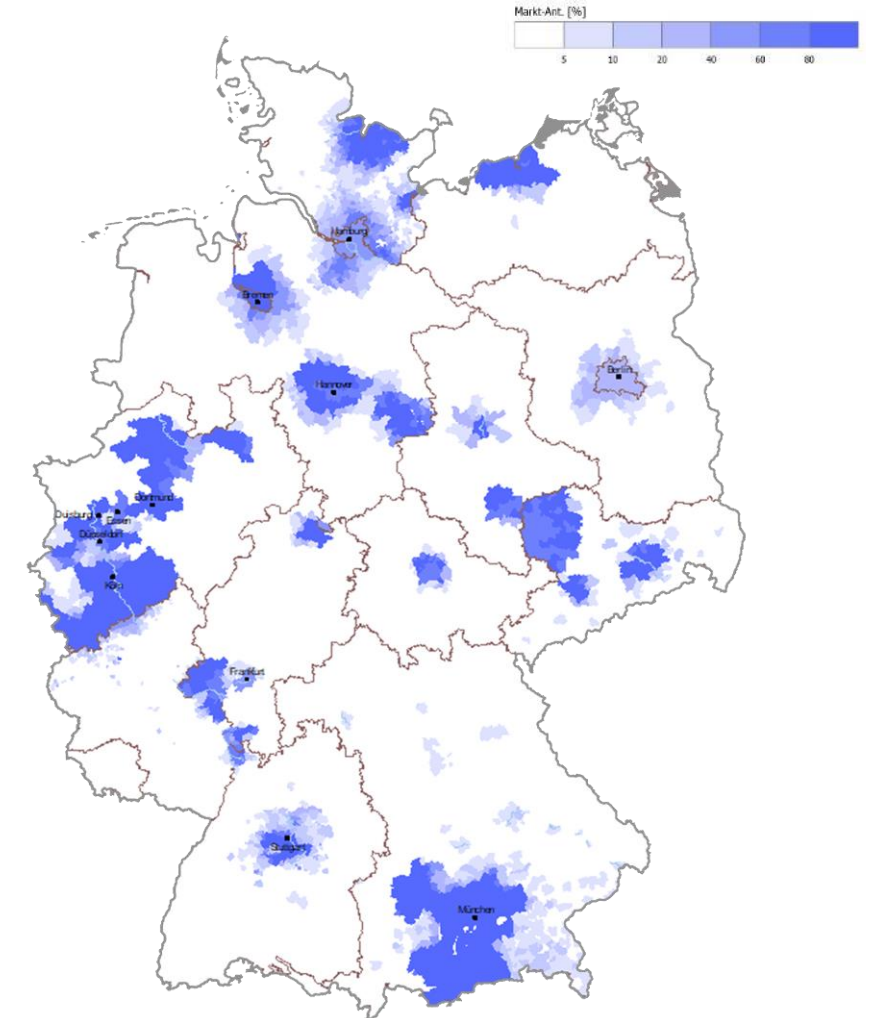 Markt-Ant. [%]
5 10 20 40 60 80
Hamburg
Bremen
Berlin
Hannover
Dortmund
Duisburg
Essen
Düsseldorf
Köln
Frankfurt
Stuttgart
München